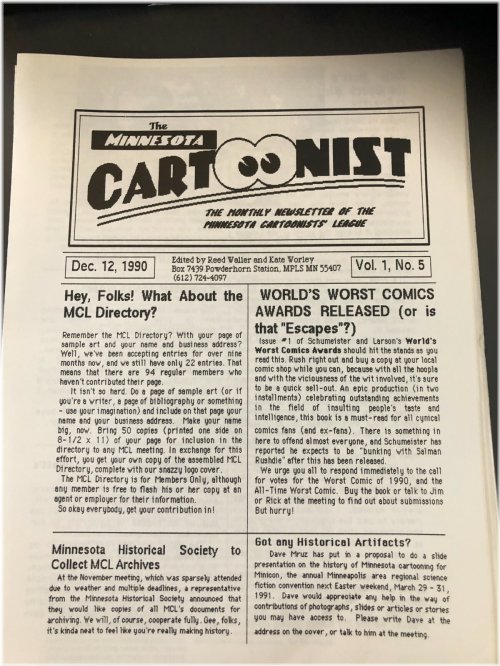 The
MINNESOTA
CARTOONIST
THE MONTHLY NEWSLETTER OF THE
MINNESOTA CARTOONISTS' LEAGUE
Dec. 12, 1990
Edited by Reed Waller and Kate Worley
Box 7439 Powderhorn Station, MPLS MN 55407
(612) 724-4097
Vol. 1, No. 5
Hey, Folks! What About the
MCL Directory?
Remember the MCL Directory? With your page of
sample art and your name and business address?
Well, we've been accepting entries for over nine
months now, and we still have only 22 entries. That
means that there are 94 regular members who
haven't contributed their page.
It isn't so hard. Do a page of sample art (or if
you're a writer, a page of bibliography or something
- use your imagination) and include on that page your
name and your business address. Make your name
big, now. Bring 50 copies (printed one side on
8-1/2 x 11) of your page for inclusion in the
directory to any MCL meeting. In exchange for this
effort, you get your own copy of the assembled MCL
Directory, complete with our snazzy logo cover.
The MCL Directory is for Members Only, although
any member is free to flash his or her copy at an
agent or employer for their information.
So okay everybody, get your contribution in!
WORLD'S WORST COMICS
AWARDS RELEASED (or is
that "Escapes"?)
Issue #1 of Schumeister and Larson's World's
Worst Comics Awards should hit the stands as you
read this. Rush right out and buy a copy at your local
comic shop while you can, because with all the hoopla
and with the viciousness of the wit involved, it's sure
to be a quick sell-out. An epic production (in two
installments) celebrating outstanding achievements
in the field of insulting people's taste and
intelligence, this book is a must-read for all cynical
comics fans (and ex-fans). There is something in
here to offend almost everyone, and Schumeister has
reported he expects to be "bunking with Salman
Rushdie" after this has been released.
We urge you all to respond immediately to the call
for votes for the Worst Comic of 1990, and the
All-Time Worst Comic. Buy the book or talk to Jim
or Rick at the meeting to find out about submissions
But hurry!
Minnesota Historical Society to
Collect MCL Archives
At the November meeting, which was sparsely attended
due to weather and multiple deadlines, a representative
from the Minnesota Historical Society announced that
they would like copies of all MCL's documents for
archiving. We will, of course, cooperate fully. Gee, folks,
it's kinda neat to feel like you're really making history.
Got any Historical Artifacts?
Dave Mruz has put in a proposal to do a slide
presentation on the history of Minnesota cartooning for
Minicon, the annual Minneapolis area regional science
fiction convention next Easter weekend, March 29 - 31,
1991. Dave would appreciate any help in the way of
contributions of photographs, slides or articles or stories
you may have access to. Please write Dave at the
address on the cover, or talk to him at the meeting.